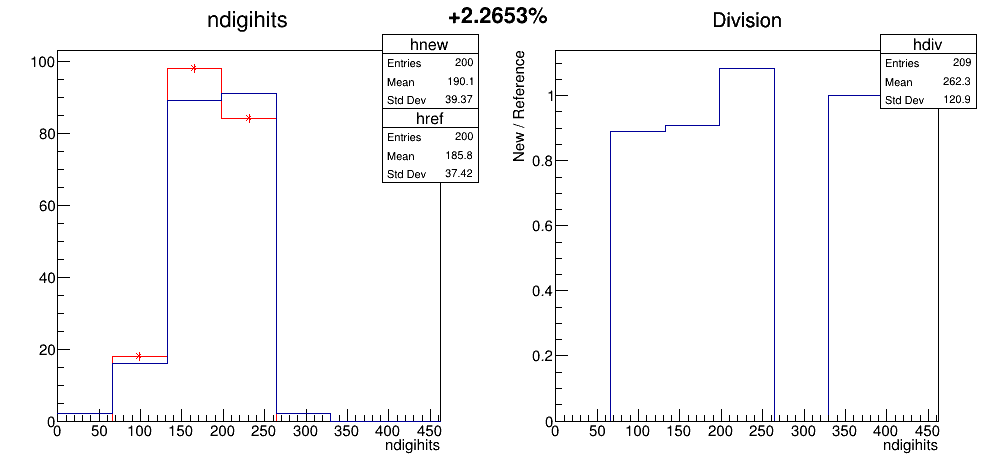 +2.2653%
ndigihits
hnew
Entries 200
Mean 190.1
Std Dev 39.37
href
Entries 200
Mean 185.8
Std Dev 37.42
100
80
60
40
20
0
0 50 100 150 200 250 300 350 400 450
ndigihits
Division
hdiv
Entries 209
Mean 262.3
Std Dev 120.9
New / Reference
1
0.8
0.6
0.4
0.2
0
0 50 100 150 200 250 300 350 400 450
ndigihits